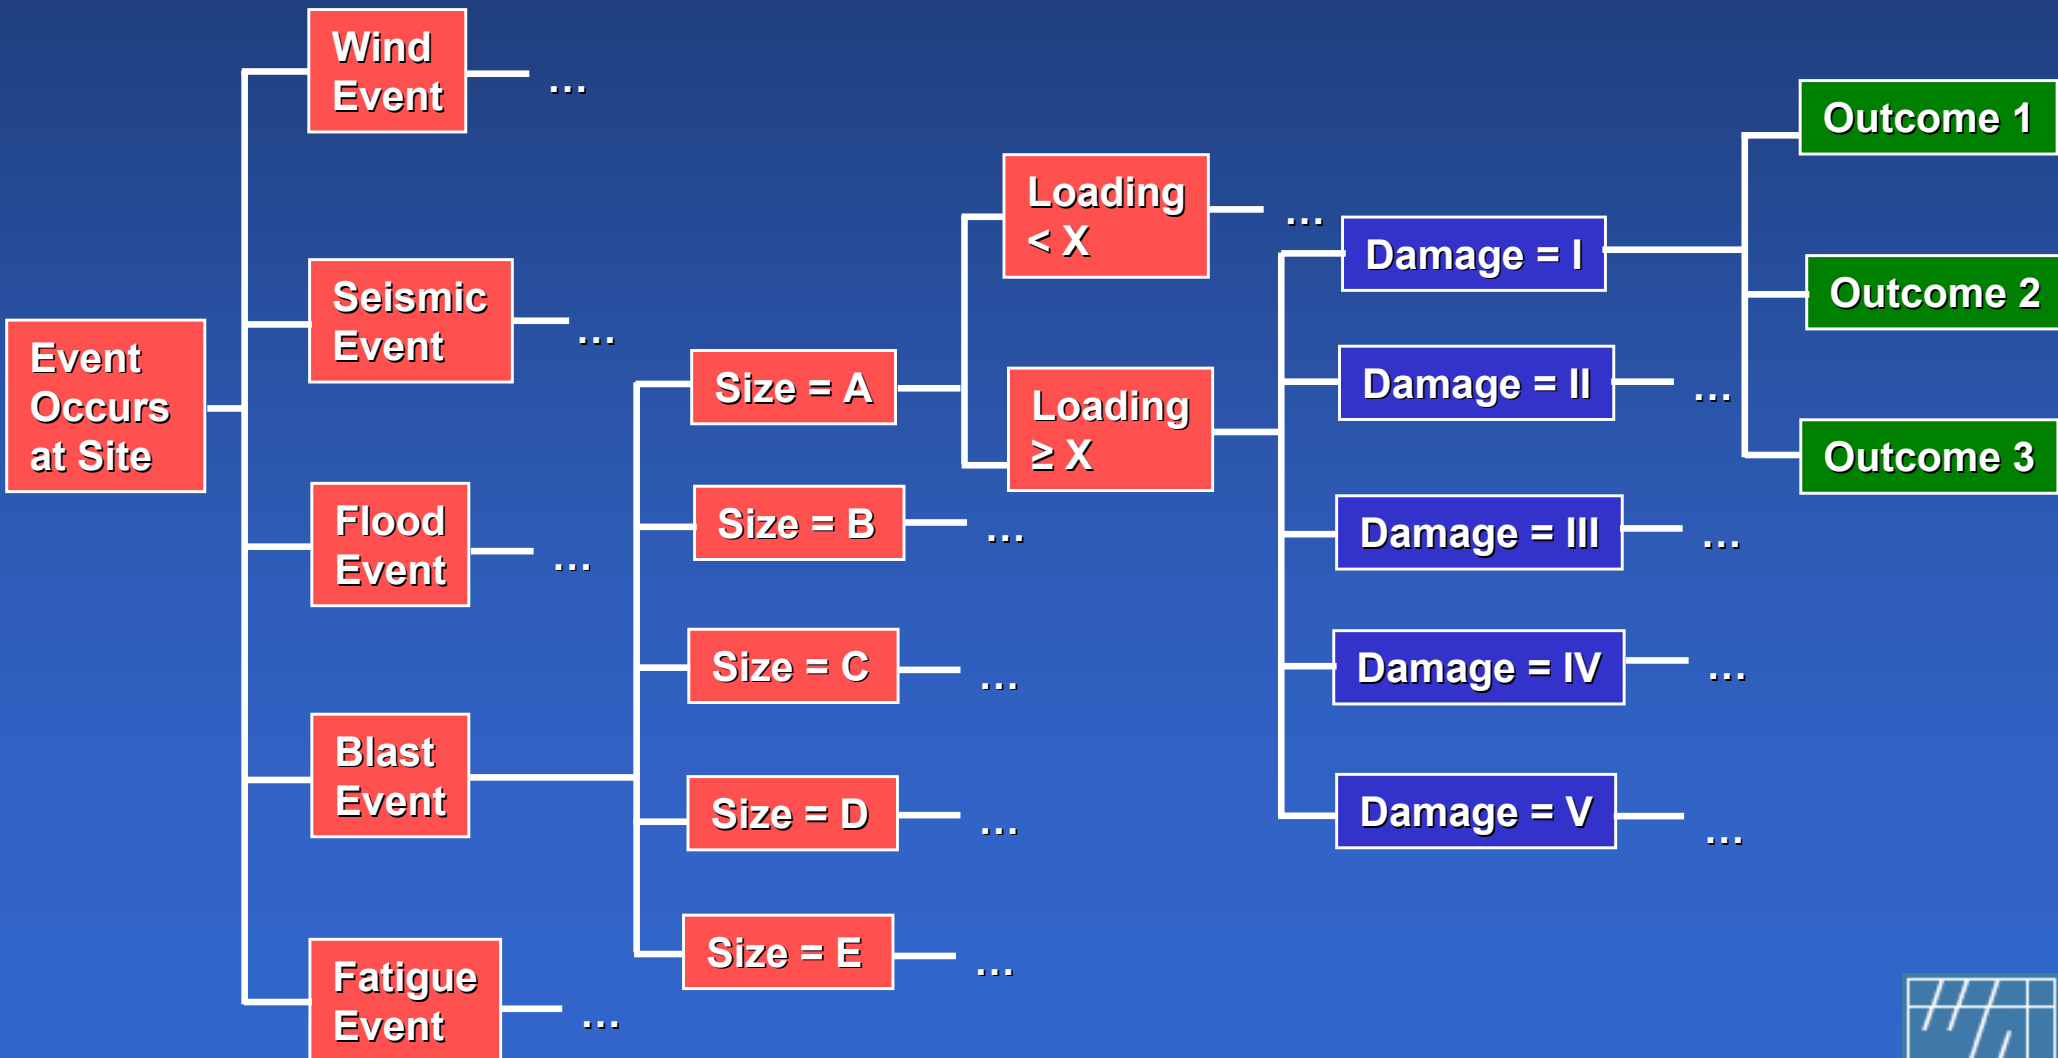 Event
Occurs
at Site
Wind
Event
...
Seismic
Event
...
Flood
Event
...
Blast
Event
Fatigue
Event
...
Size = A
Size = B
...
Size = C
...
Size = D
...
Size = E
...
Loading
< X
...
Loading
≥ X
Damage = I
Damage = II
...
Damage = III
...
Damage = IV
...
Damage = V
...
Outcome 1
Outcome 2
Outcome 3